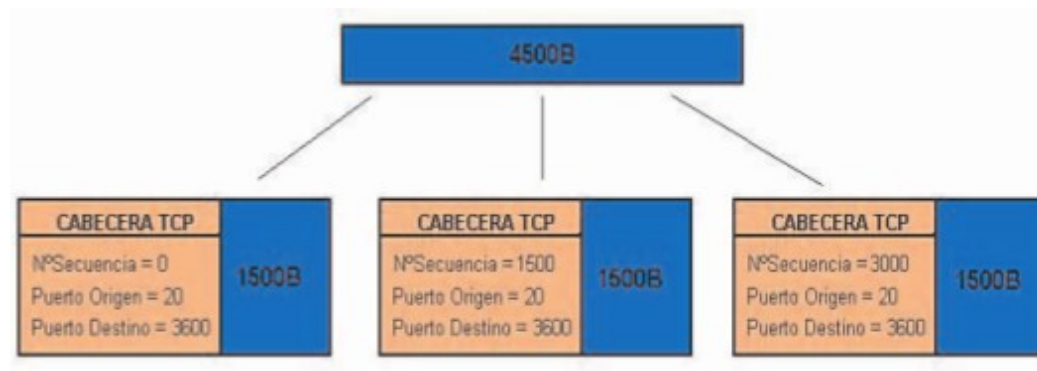 4500B
CABECERA TCP
NºSecuencia = 0
Puerto Origen = 20
Puerto Destino = 3600
1500B
CABECERA TCP
NºSecuencia = 1500
Puerto Origen = 20
Puerto Destino = 3600
1500B
CABECERA TCP
NºSecuencia = 3000
Puerto Origen = 20
Puerto Destino = 3600
1500B